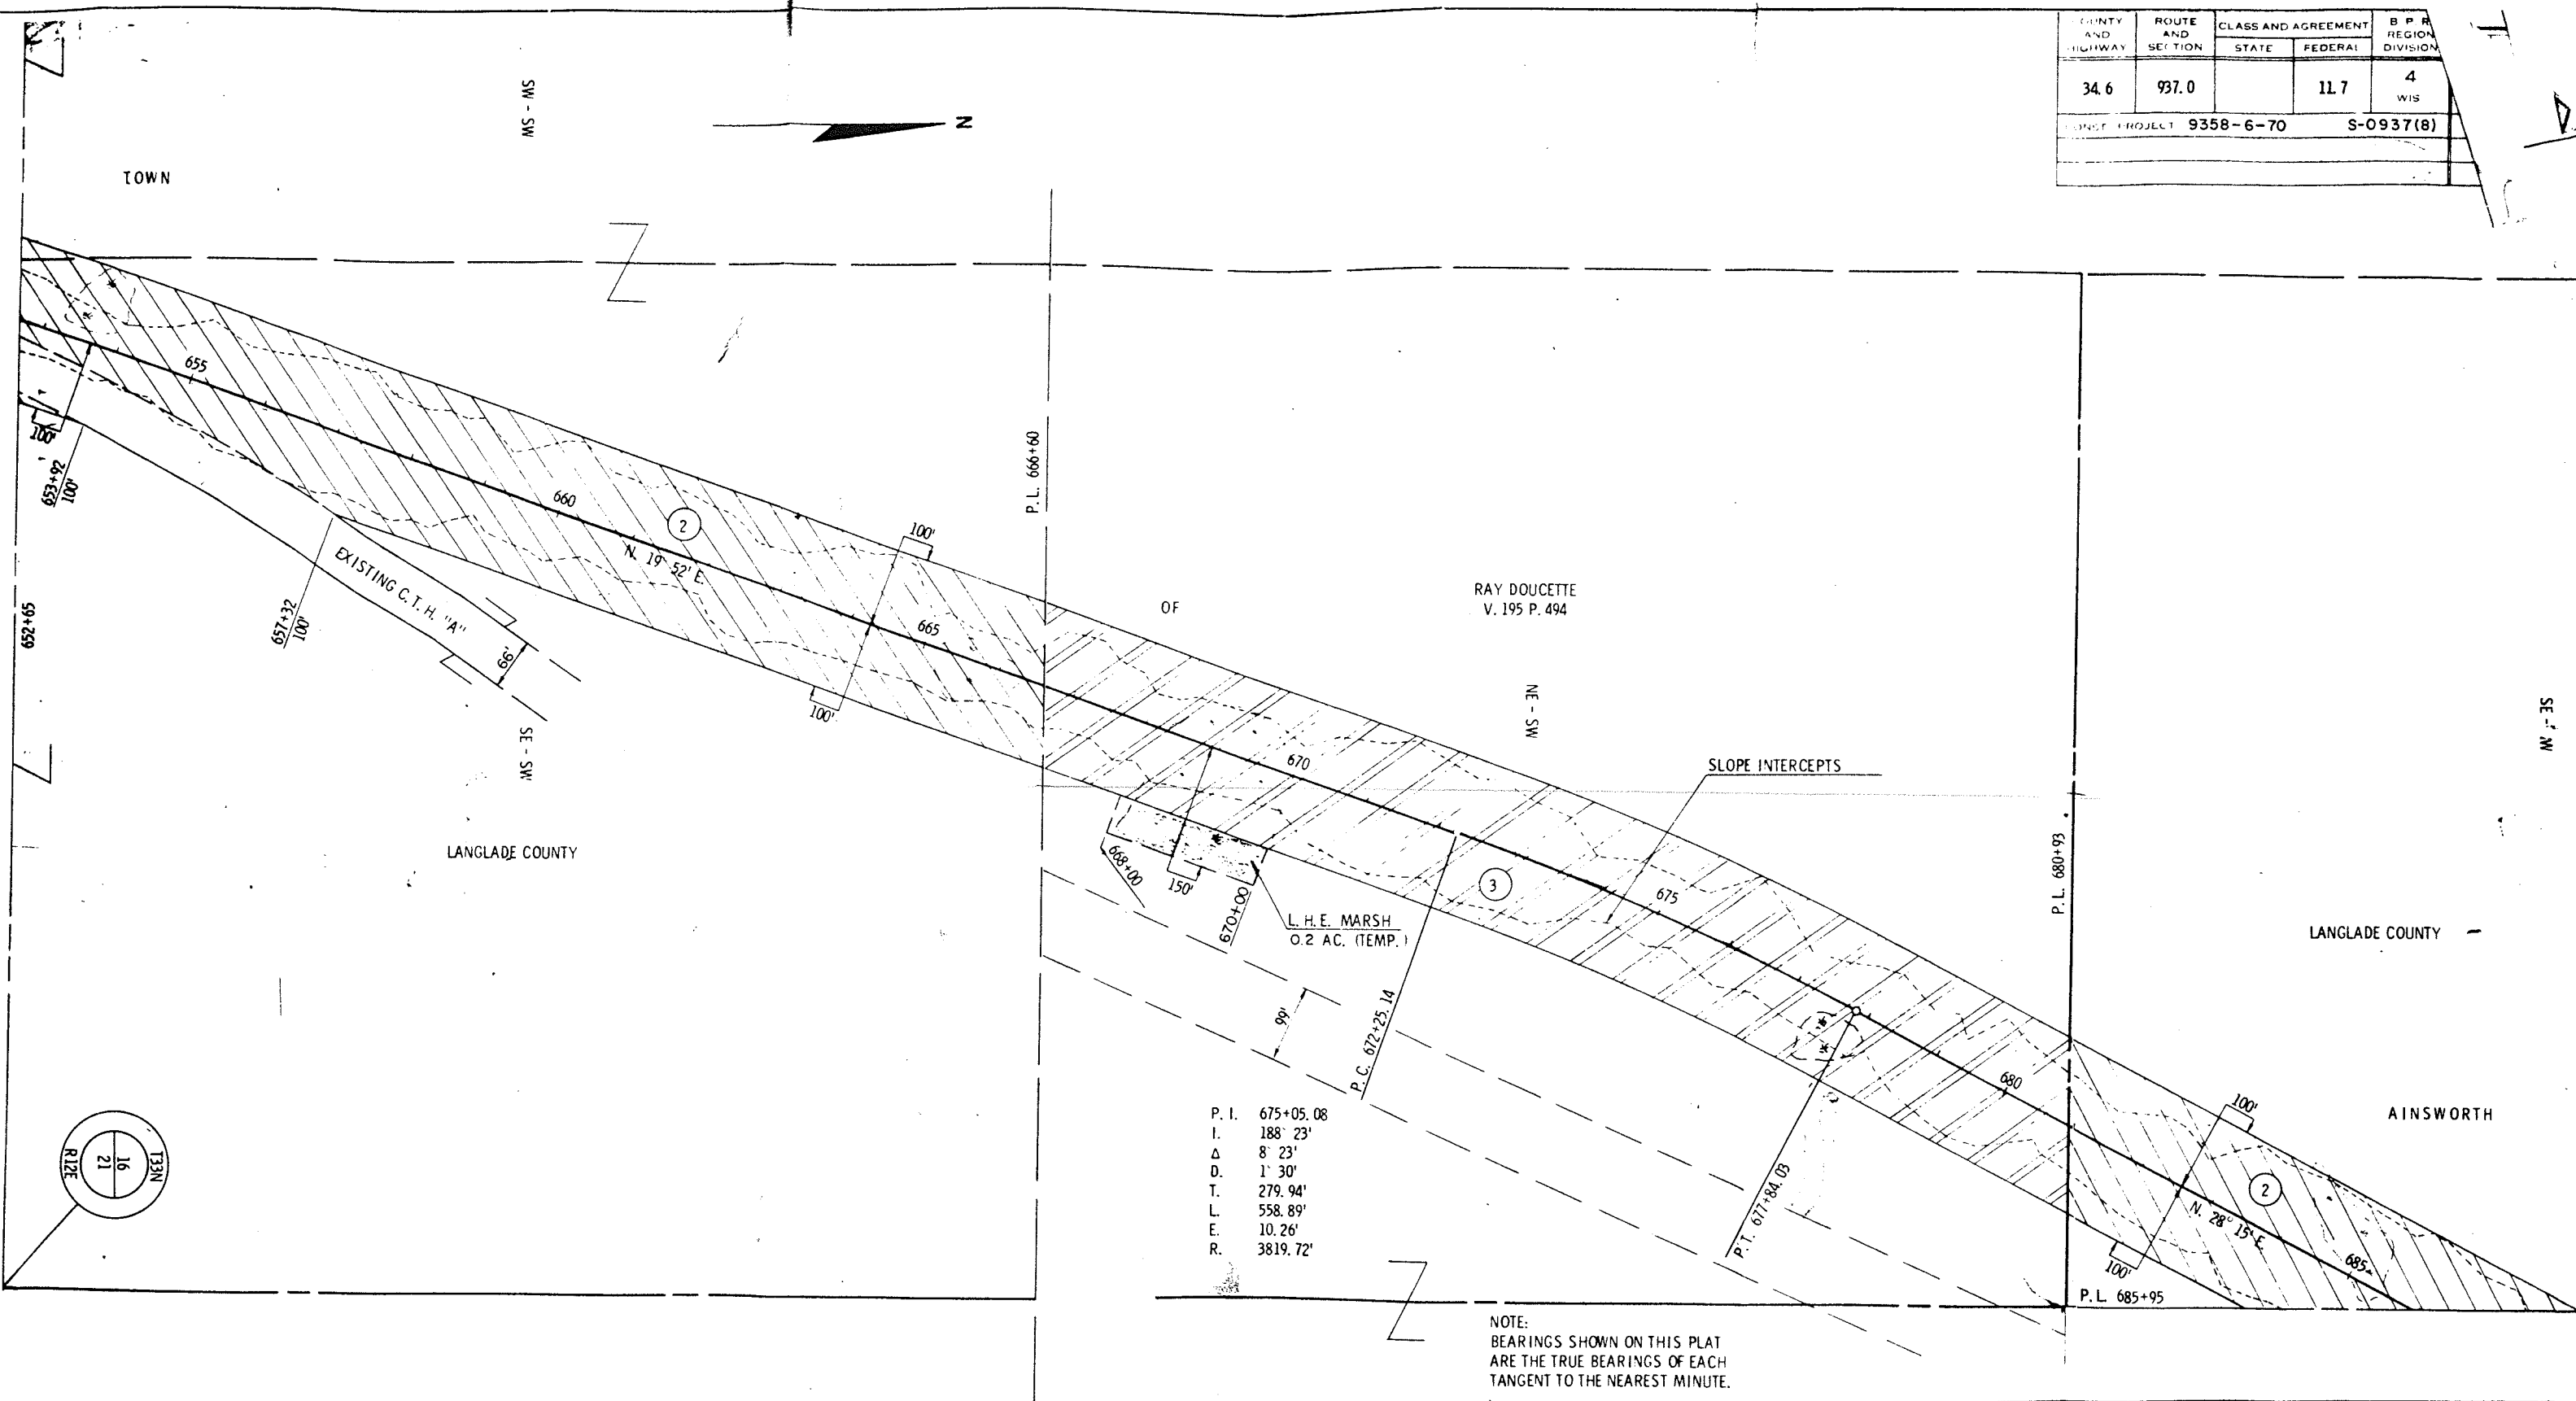 COUNTY AND HIGHWAY
ROUTE AND SECTION
CLASS AND AGREEMENT
STATE
FEDERAL
B P R REGION DIVISION
34.6
937.0
11.7
4
WIS
CONST PROJECT 9358-6-70 S-0937(8)
TOWN
SW - SW
N
655
100'
653+92
100'
652+65
657+32
100'
EXISTING C. T. H. "A"
66'
660
2
N. 19° 52' E.
100'
665
100'
P. L. 666+60
OF
RAY DOUCETTE
V. 195 P. 494
SE - SW
NE - SW
LANGLADE COUNTY
670
SLOPE INTERCEPTS
668+00
150'
670+00
L. H. E. MARSH
0.2 AC. (TEMP.)
3
675
P. L. 680+93
LANGLADE COUNTY
99'
P. C. 672+25.14
680
P.T. 677+84.03
100'
AINSWORTH
2
N. 28° 15' E.
685
100'
P. L. 685+95
T33N
16
21
R12E
P. I. 675+05.08
I. 188° 23'
Δ 8° 23'
D. 1° 30'
T. 279.94'
L. 558.89'
E. 10.26'
R. 3819.72'
NOTE:
BEARINGS SHOWN ON THIS PLAT
ARE THE TRUE BEARINGS OF EACH
TANGENT TO THE NEAREST MINUTE.